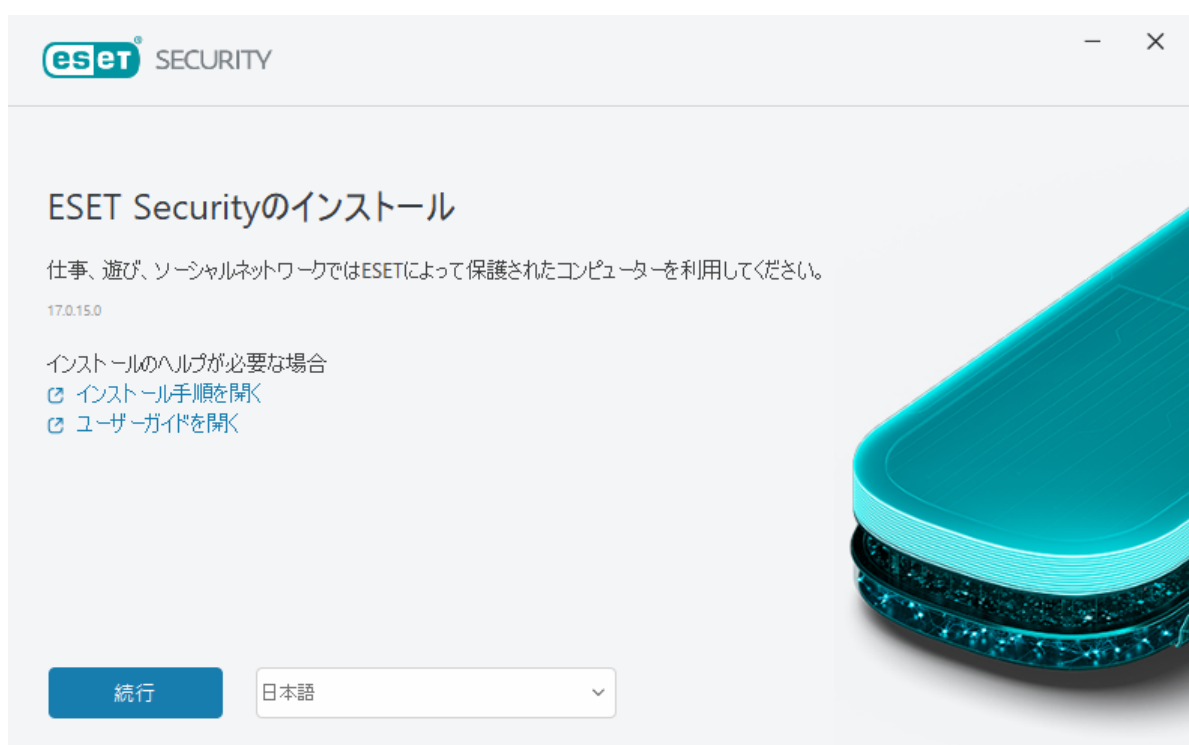 eset® SECURITY
ESET Securityのインストール
仕事、遊び、ソーシャルネットワークではESETによって保護されたコンピューターを利用してください。
17.0.15.0
インストールのヘルプが必要な場合
インストール手順を開く
ユーザーガイドを開く
続行
日本語